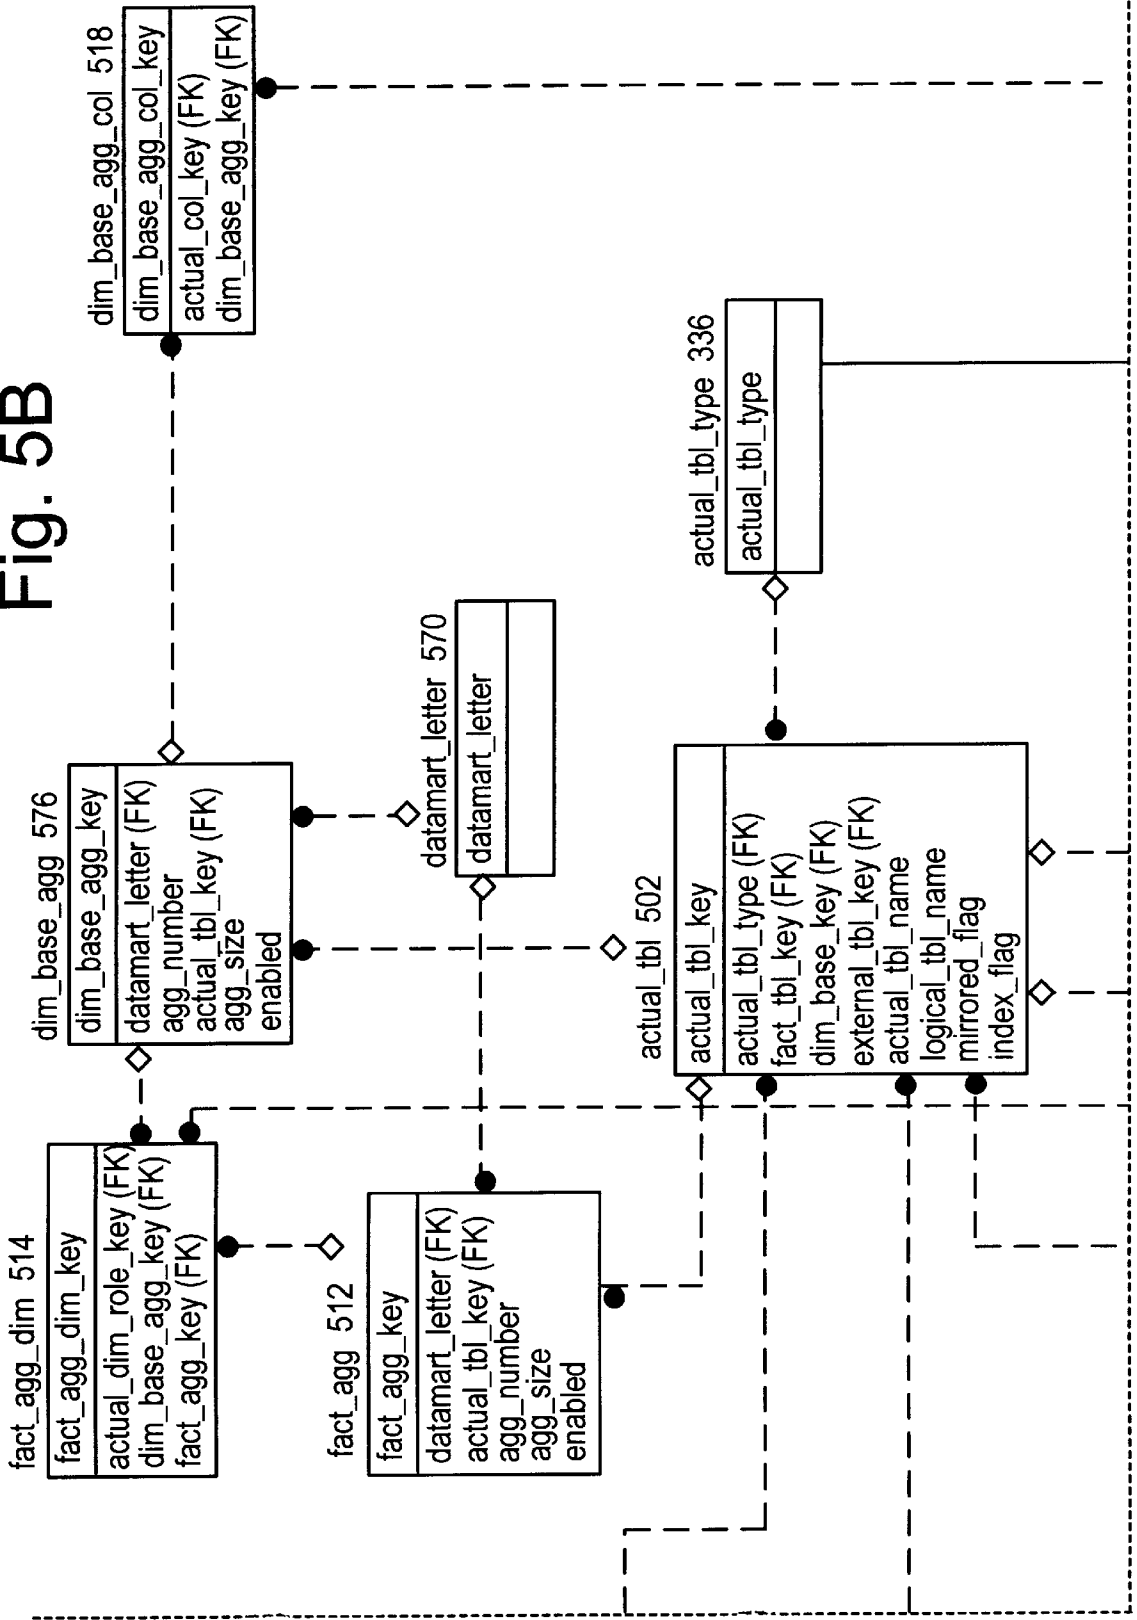 Fig. 5B
fact_agg_dim 514
fact_agg_dim_key
actual_dim_role_key (FK)
dim_base_agg_key (FK)
fact_agg_key (FK)
dim_base_agg 576
dim_base_agg_key
datamart_letter (FK)
agg_number
actual_tbl_key (FK)
agg_size
enabled
dim_base_agg_col 518
dim_base_agg_col_key
actual_col_key (FK)
dim_base_agg_key (FK)
fact_agg 512
fact_agg_key
datamart_letter (FK)
actual_tbl_key (FK)
agg_number
agg_size
enabled
datamart_letter 570
datamart_letter
actual_tbl 502
actual_tbl_key
actual_tbl_type (FK)
fact_tbl_key (FK)
dim_base_key (FK)
external_tbl_key (FK)
actual_tbl_name
logical_tbl_name
mirrored_flag
index_flag
actual_tbl_type 336
actual_tbl_type